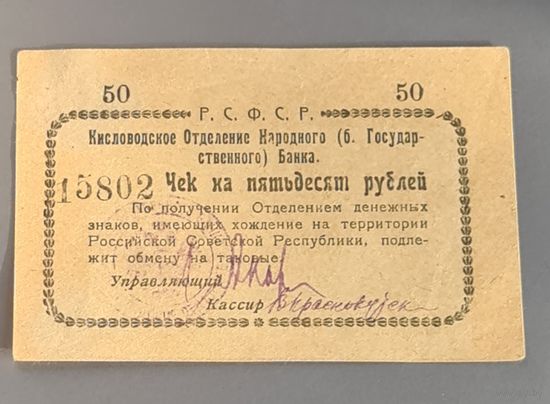 50 50
Р. С. Ф. С. Р.
Кисловодское Отделение Народного (б. Государ-
ственного) Банка.
15802 Чек на пятьдесят рублей
По получении Отделением денежных
знаков, имеющих хождение на территории
Российской Советской Республики, подле-
жит обмену на таковые.
Управляющий
Кассир